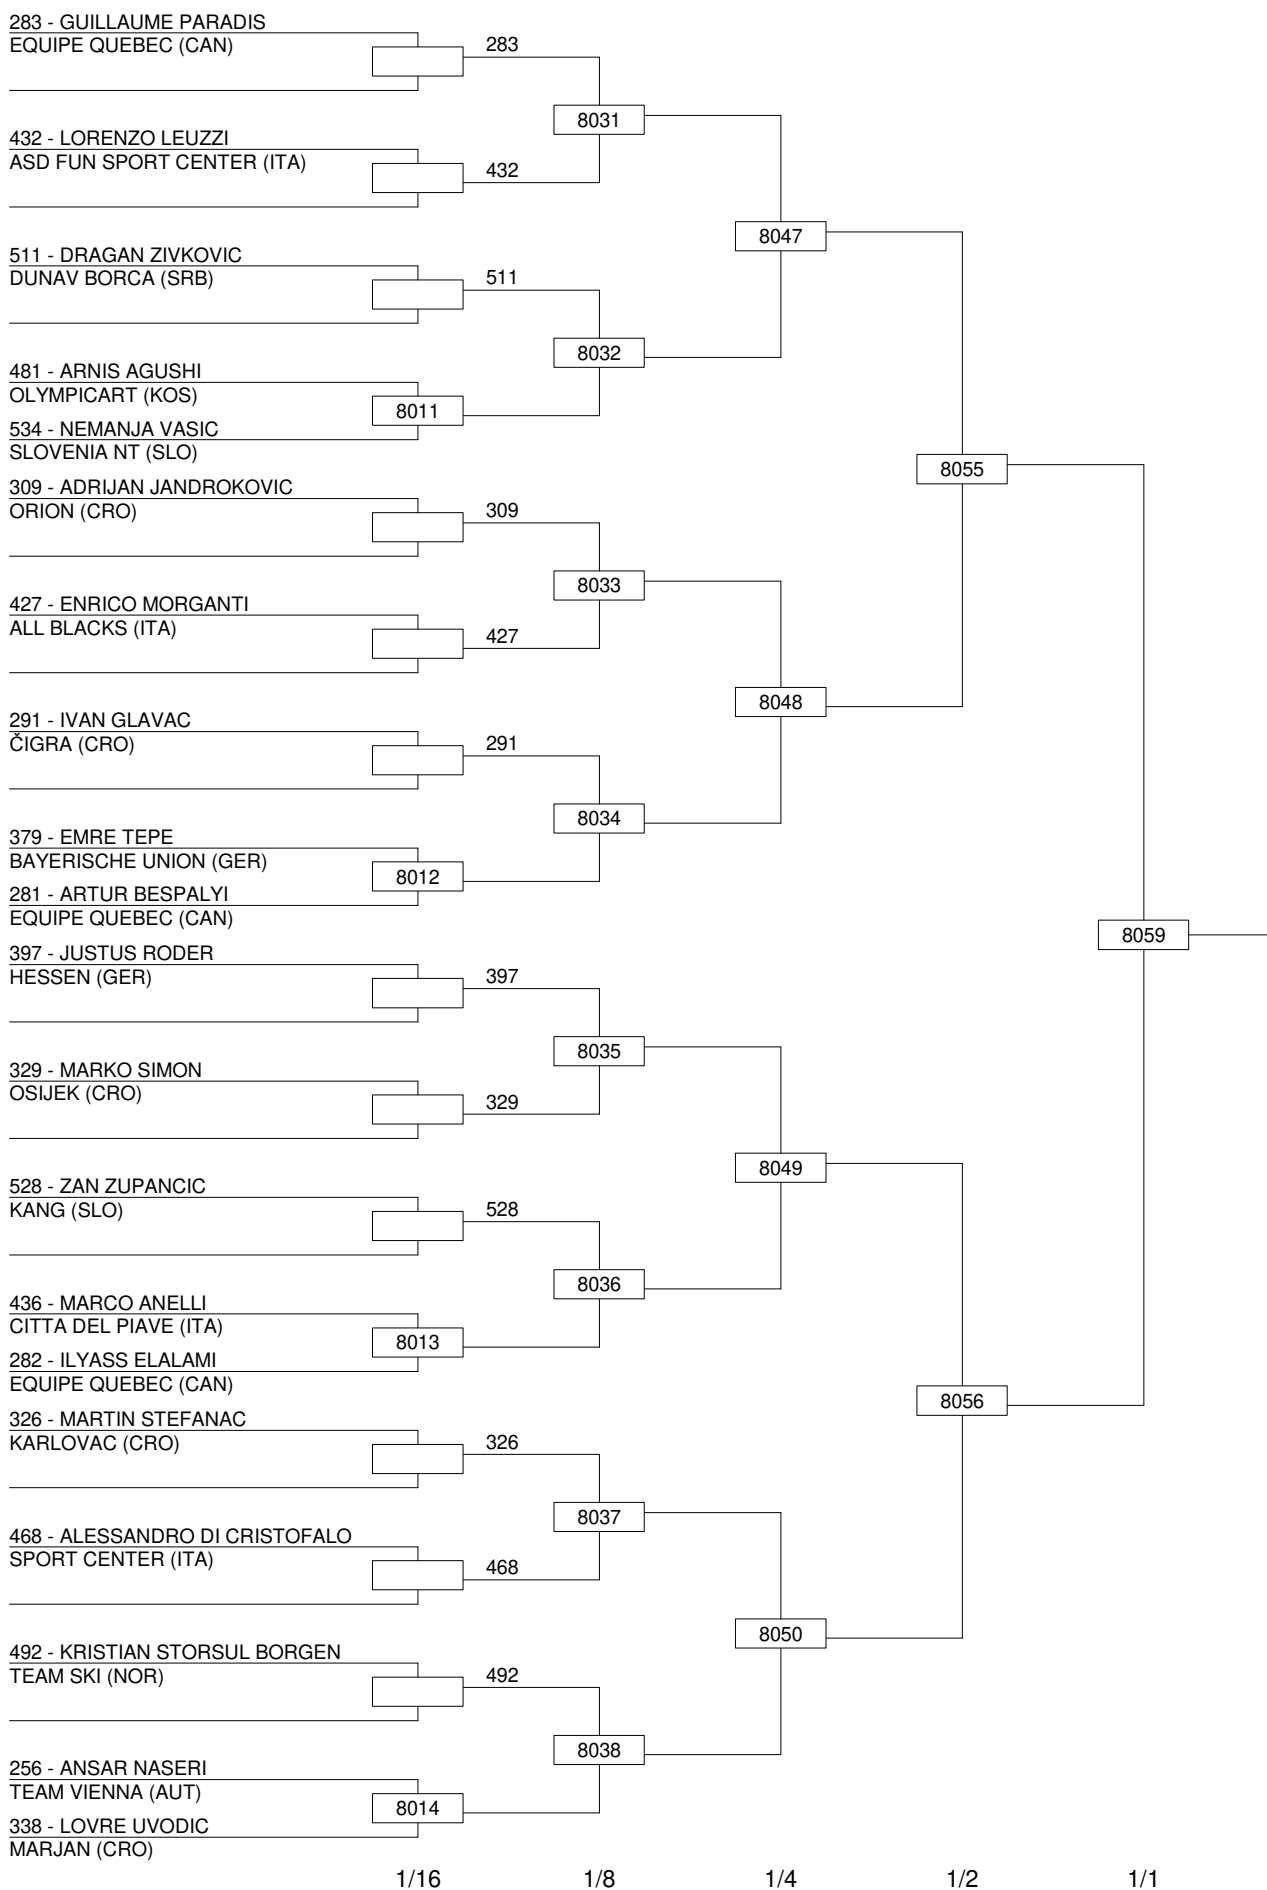 283 - GUILLAUME PARADIS
EQUIPE QUEBEC (CAN)
283
8031
432 - LORENZO LEUZZI
ASD FUN SPORT CENTER (ITA)
432
8047
511 - DRAGAN ZIVKOVIC
DUNAV BORCA (SRB)
511
8032
481 - ARNIS AGUSHI
OLYMPICART (KOS)
8011
534 - NEMANJA VASIC
SLOVENIA NT (SLO)
8055
309 - ADRIJAN JANDROKOVIC
ORION (CRO)
309
8033
427 - ENRICO MORGANTI
ALL BLACKS (ITA)
427
8048
291 - IVAN GLAVAC
ČIGRA (CRO)
291
8034
379 - EMRE TEPE
BAYERISCHE UNION (GER)
8012
281 - ARTUR BESPALYI
EQUIPE QUEBEC (CAN)
8059
397 - JUSTUS RODER
HESSEN (GER)
397
8035
329 - MARKO SIMON
OSIJEK (CRO)
329
8049
528 - ZAN ZUPANCIC
KANG (SLO)
528
8036
436 - MARCO ANELLI
CITTA DEL PIAVE (ITA)
8013
282 - ILYASS ELALAMI
EQUIPE QUEBEC (CAN)
8056
326 - MARTIN STEFANAC
KARLOVAC (CRO)
326
8037
468 - ALESSANDRO DI CRISTOFALO
SPORT CENTER (ITA)
468
8050
492 - KRISTIAN STORSUL BORGEN
TEAM SKI (NOR)
492
8038
256 - ANSAR NASERI
TEAM VIENNA (AUT)
8014
338 - LOVRE UVODIC
MARJAN (CRO)
1/16 1/8 1/4 1/2 1/1